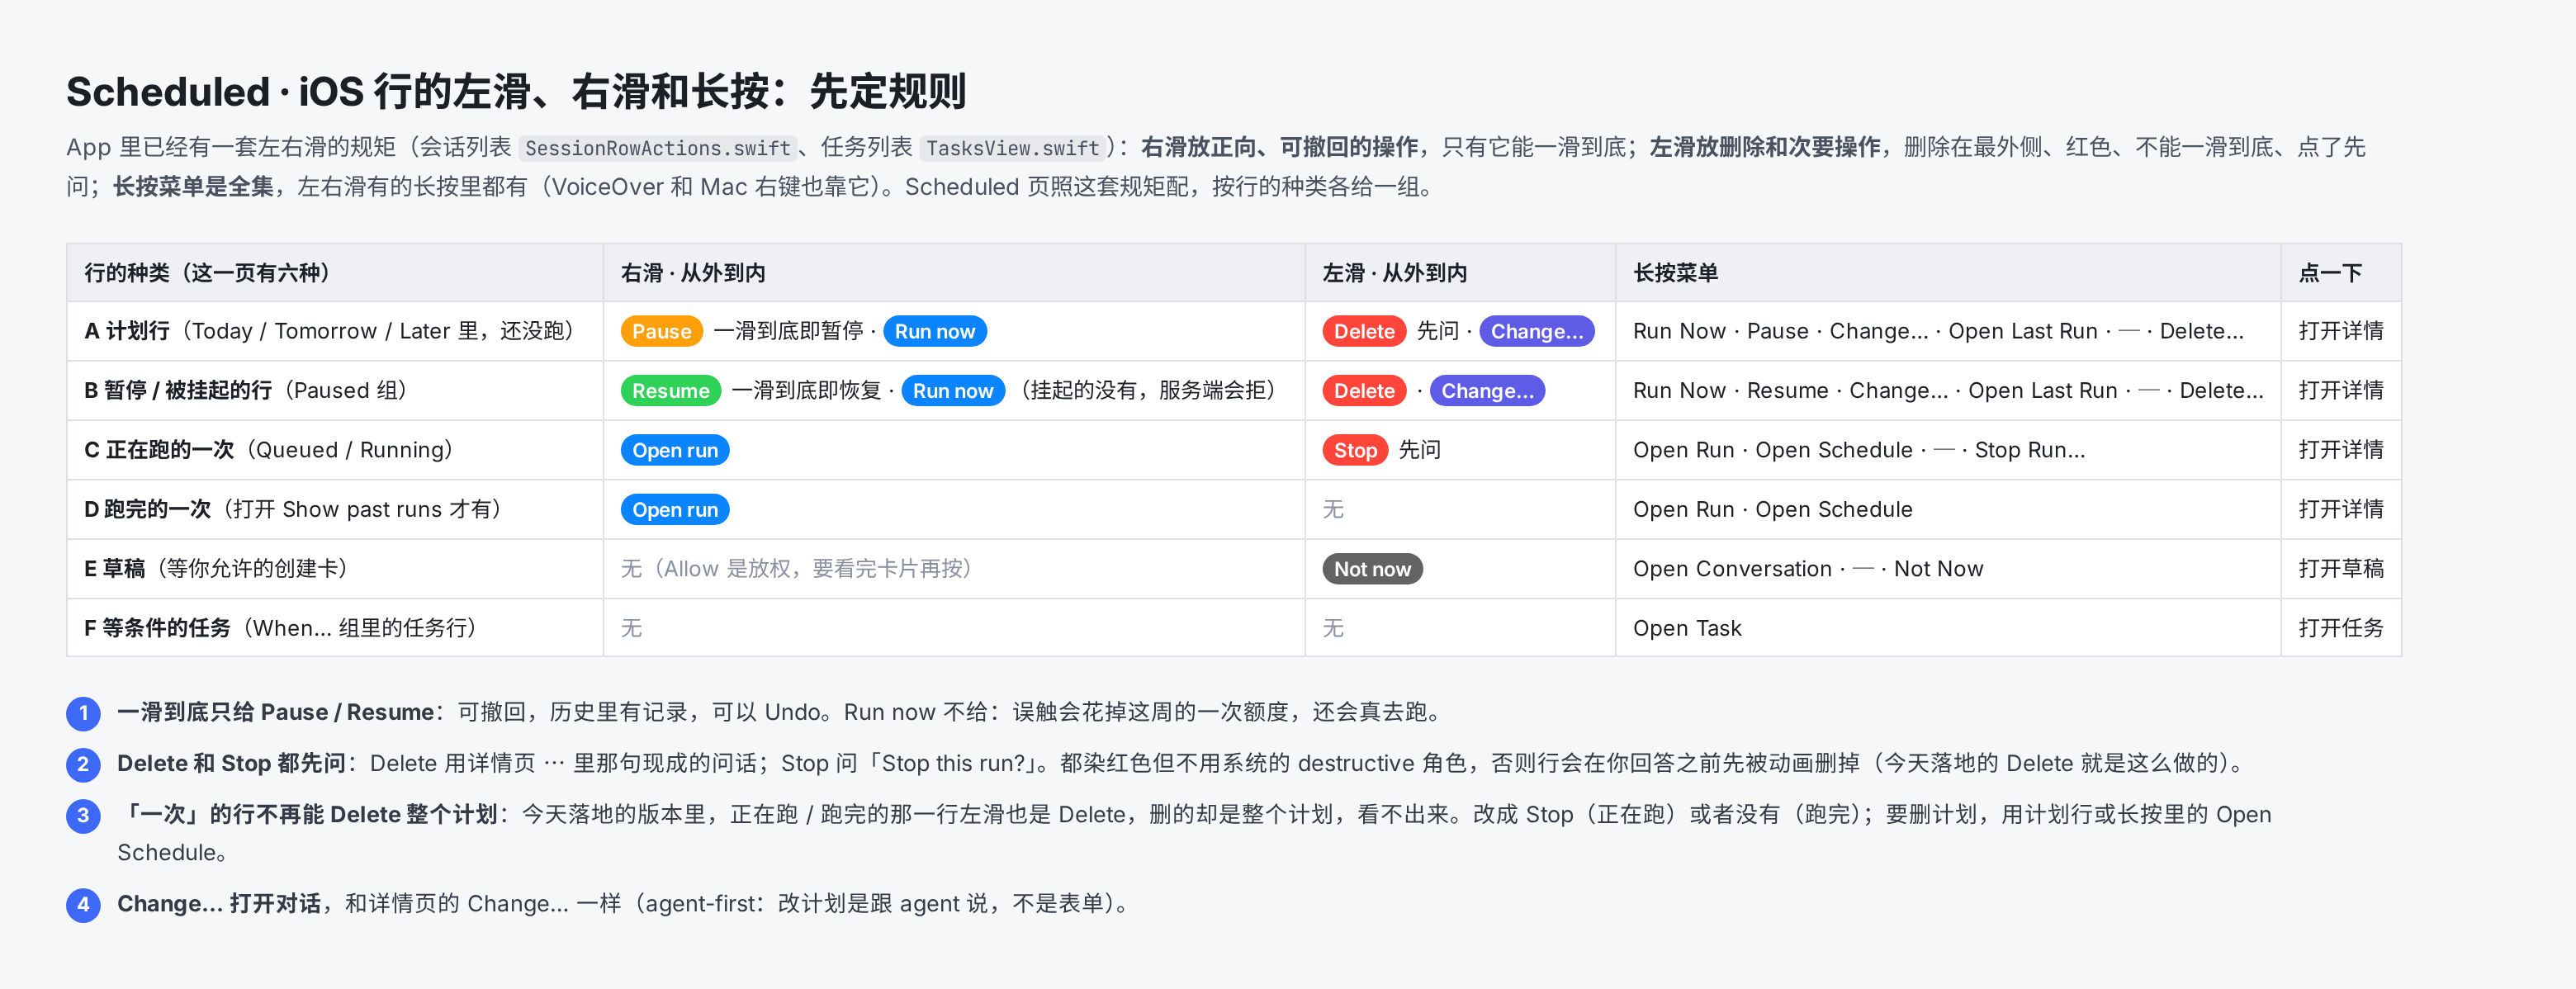 Scheduled · iOS 行的左滑、右滑和长按：先定规则
App 里已经有一套左右滑的规矩（会话列表 SessionRowActions.swift、任务列表 TasksView.swift）：右滑放正向、可撤回的操作，只有它能一滑到底；左滑放删除和次要操作，删除在最外侧、红色、不能一滑到底、点了先
问；长按菜单是全集，左右滑有的长按里都有（VoiceOver 和 Mac 右键也靠它）。Scheduled 页照这套规矩配，按行的种类各给一组。
行的种类（这一页有六种） 右滑 · 从外到内 左滑 · 从外到内 长按菜单 点一下
A 计划行（Today / Tomorrow / Later 里，还没跑） Pause 一滑到底即暂停 · Run now Delete 先问 · Change... Run Now · Pause · Change... · Open Last Run · — · Delete... 打开详情
B 暂停 / 被挂起的行（Paused 组） Resume 一滑到底即恢复 · Run now （挂起的没有，服务端会拒） Delete · Change... Run Now · Resume · Change... · Open Last Run · — · Delete... 打开详情
C 正在跑的一次（Queued / Running） Open run Stop 先问 Open Run · Open Schedule · — · Stop Run... 打开详情
D 跑完的一次（打开 Show past runs 才有） Open run 无 Open Run · Open Schedule 打开详情
E 草稿（等你允许的创建卡） 无（Allow 是放权，要看完卡片再按） Not now Open Conversation · — · Not Now 打开草稿
F 等条件的任务（When... 组里的任务行） 无 无 Open Task 打开任务
1 一滑到底只给 Pause / Resume：可撤回，历史里有记录，可以 Undo。Run now 不给：误触会花掉这周的一次额度，还会真去跑。
2 Delete 和 Stop 都先问：Delete 用详情页 ⋯ 里那句现成的问话；Stop 问「Stop this run?」。都染红色但不用系统的 destructive 角色，否则行会在你回答之前先被动画删掉（今天落地的 Delete 就是这么做的）。
3 「一次」的行不再能 Delete 整个计划：今天落地的版本里，正在跑 / 跑完的那一行左滑也是 Delete，删的却是整个计划，看不出来。改成 Stop（正在跑）或者没有（跑完）；要删计划，用计划行或长按里的 Open
Schedule。
4 Change... 打开对话，和详情页的 Change... 一样（agent-first：改计划是跟 agent 说，不是表单）。